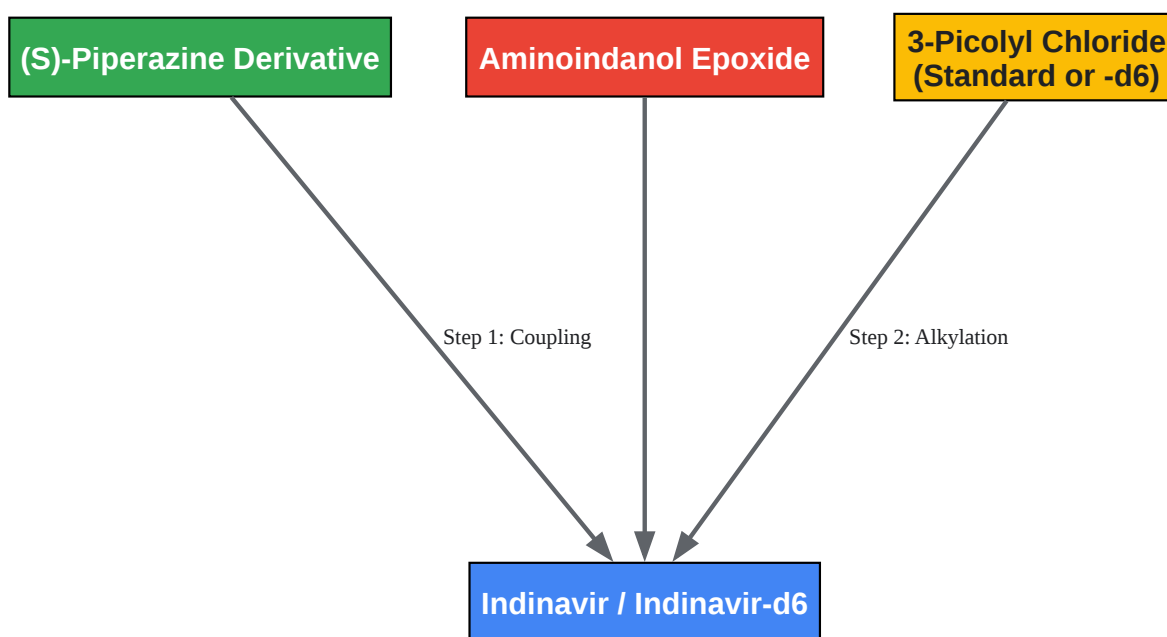 (S)-Piperazine Derivative
Aminoindanol Epoxide
3-Picolyl Chloride
(Standard or -d6)
Step 1: Coupling
Step 2: Alkylation
Indinavir / Indinavir-d6